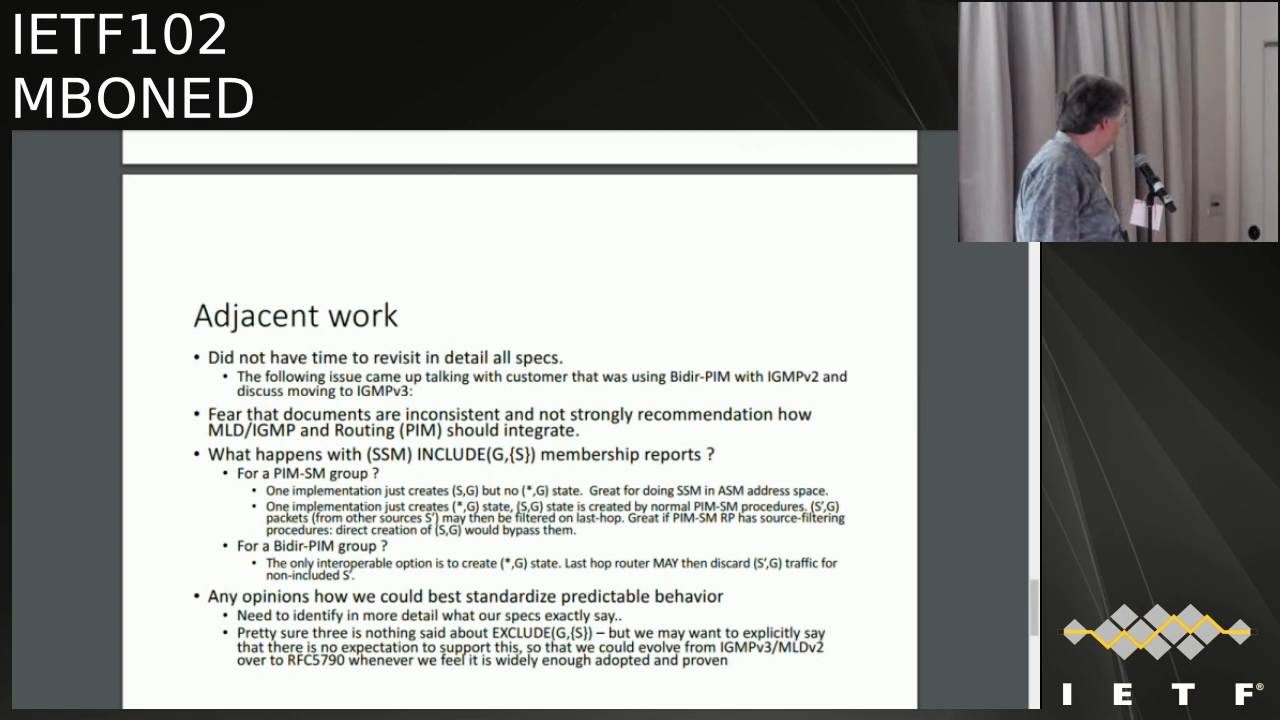 IETF102
MBONED
Adjacent work
• Did not have time to revisit in detail all specs.
• The following issue came up talking with customer that was using Bidir-PIM with IGMPv2 and
discuss moving to IGMPv3:
• Fear that documents are inconsistent and not strongly recommendation how
MLD/IGMP and Routing (PIM) should integrate.
• What happens with (SSM) INCLUDE(G,{S}) membership reports ?
• For a PIM-SM group ?
• One implementation just creates (S,G) but no (*,G) state. Great for doing SSM in ASM address space.
• One implementation just creates (*,G) state, (S,G) state is created by normal PIM-SM procedures. (S’,G)
packets (from other sources S’) may then be filtered on last-hop. Great if PIM-SM RP has source-filtering
procedures: direct creation of (S,G) would bypass them.
• For a Bidir-PIM group ?
• The only interoperable option is to create (*,G) state. Last hop router MAY then discard (S’,G) traffic for
non-included S’.
• Any opinions how we could best standardize predictable behavior
• Need to identify in more detail what our specs exactly say..
• Pretty sure three is nothing said about EXCLUDE(G,{S}) – but we may want to explicitly say
that there is no expectation to support this, so that we could evolve from IGMPv3/MLDv2
over to RFC5790 whenever we feel it is widely enough adopted and proven
I E T F®